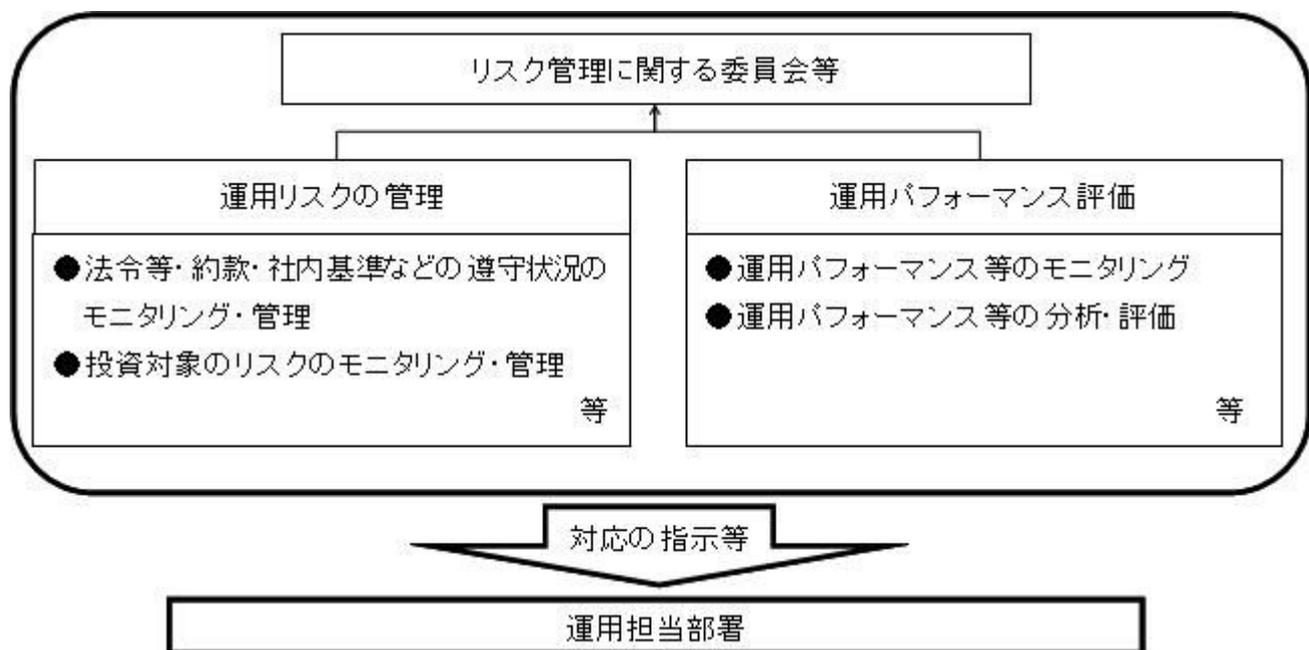 リスク管理に関する委員会等
運用リスクの管理
●法令等・約款・社内基準などの遵守状況の
モニタリング・管理
●投資対象のリスクのモニタリング・管理
等
運用パフォーマンス評価
●運用パフォーマンス等のモニタリング
●運用パフォーマンス等の分析・評価
等
対応の指示等
運用担当部署